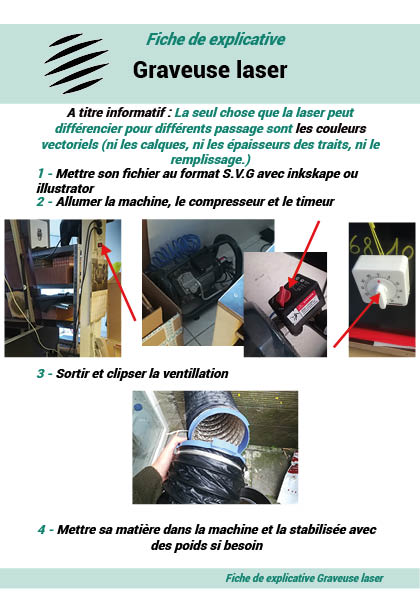 Fiche de explicative
Graveuse laser
A titre informatif : La seul chose que la laser peut
différencier pour différents passage sont les couleurs
vectoriels (ni les calques, ni les épaisseurs des traits, ni le
remplissage.)
1 - Mettre son fichier au format S.V.G avec inkskape ou
illustrator
2 - Allumer la machine, le compresseur et le timeur
3 - Sortir et clipser la ventillation
4 - Mettre sa matière dans la machine et la stabilisée avec
des poids si besoin
Fiche de explicative Graveuse laser